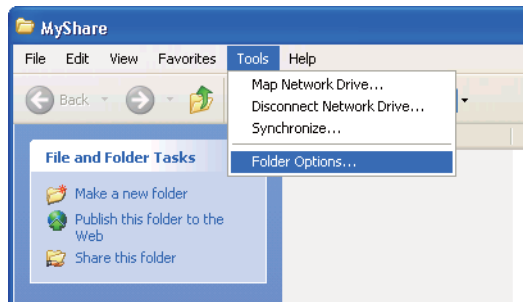 MyShare
File Edit View Favorites Tools Help
Back
Map Network Drive...
Disconnect Network Drive...
Synchronize...
Folder Options...
File and Folder Tasks
Make a new folder
Publish this folder to the
Web
Share this folder